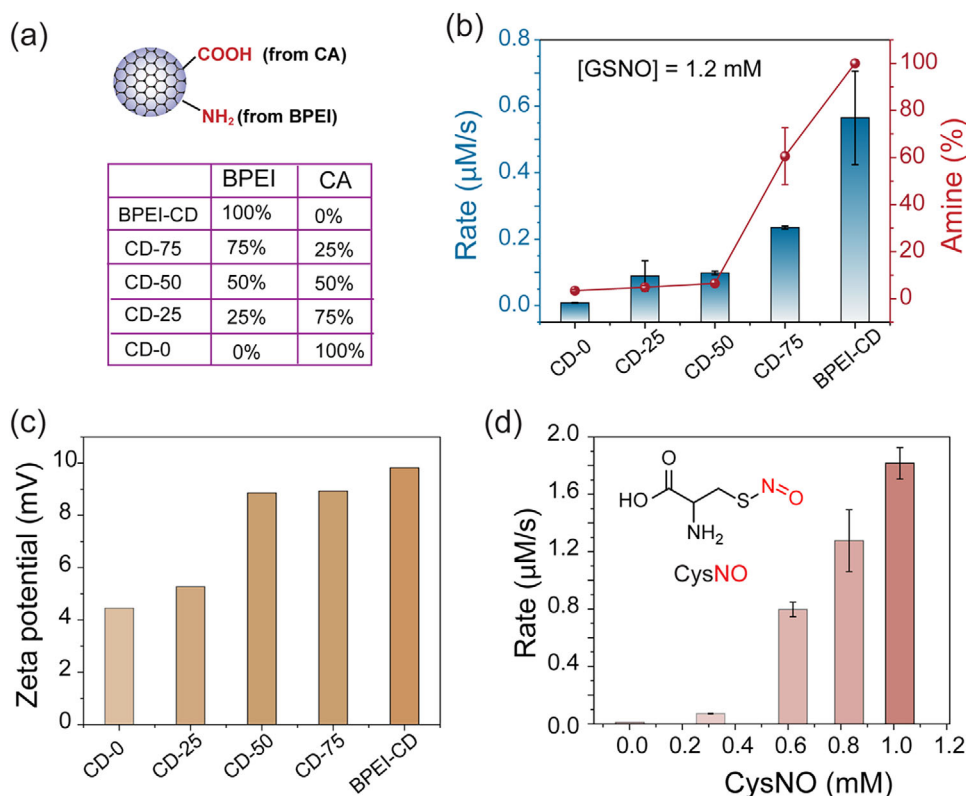 (a)
COOH (from CA)
NH₂ (from BPEI)
BPEI CA
BPEI-CD 100% 0%
CD-75 75% 25%
CD-50 50% 50%
CD-25 25% 75%
CD-0 0% 100%
(b)
[GSNO] = 1.2 mM
Rate (µM/s)
0.8
0.6
0.4
0.2
0.0
Amine (%)
100
80
60
40
20
0
CD-0 CD-25 CD-50 CD-75 BPEI-CD
(c)
Zeta potential (mV)
10
8
6
4
2
0
CD-0 CD-25 CD-50 CD-75 BPEI-CD
(d)
Rate (µM/s)
2.0
1.6
1.2
0.8
0.4
0.0
O
HO S N O
NH₂
CysNO
0.0 0.2 0.4 0.6 0.8 1.0 1.2
CysNO (mM)